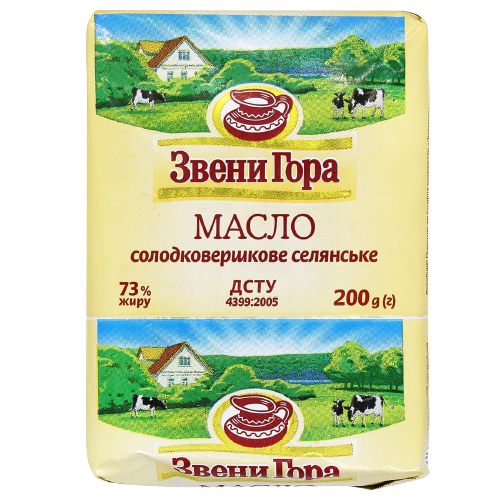 Звени Гора
МАСЛО
солодковершкове селянське
73%
жиру
ДСТУ
4399:2005
200 g (г)
Звени Гора